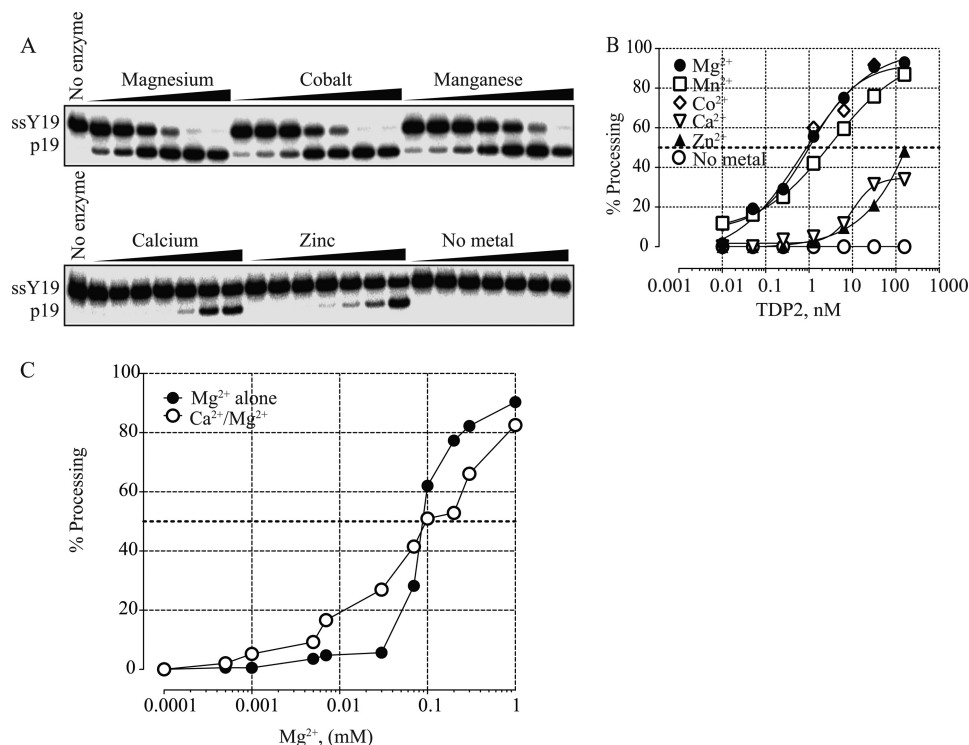 A
No enzyme
Magnesium
Cobalt
Manganese
ssY19
p19
No enzyme
Calcium
Zinc
No metal
ssY19
p19
B
% Processing
100
80
60
40
20
0
Mg²⁺
Mn²⁺
Co²⁺
Ca²⁺
Zn²⁺
No metal
0.001
0.01
0.1
1
10
100
1000
TDP2, nM
C
% Processing
100
80
60
40
20
0
Mg²⁺ alone
Ca²⁺/Mg²⁺
0.0001
0.001
0.01
0.1
1
Mg²⁺, (mM)